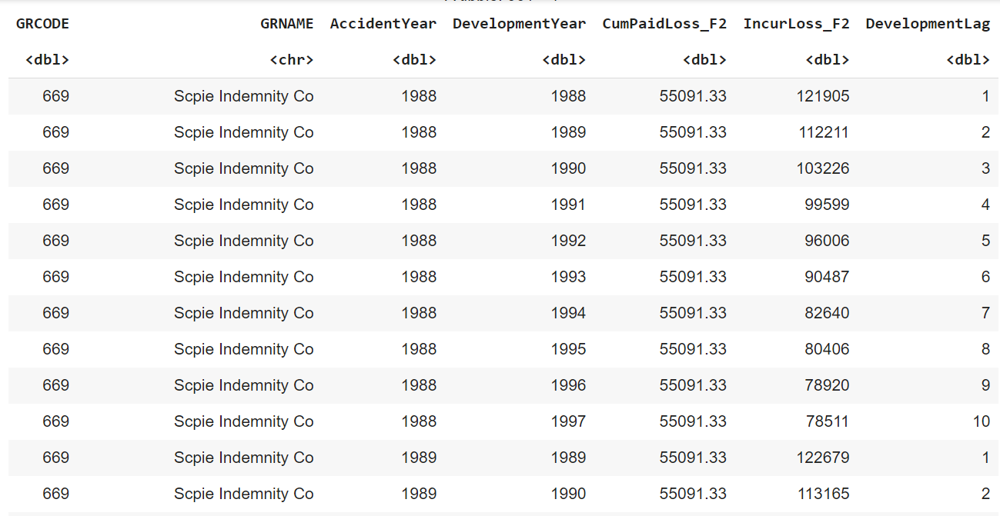 GRCODE GRNAME AccidentYear DevelopmentYear CumPaidLoss_F2 IncurLoss_F2 DevelopmentLag
<dbl> <chr> <dbl> <dbl> <dbl> <dbl> <dbl>
669 Scpie Indemnity Co 1988 1988 55091.33 121905 1
669 Scpie Indemnity Co 1988 1989 55091.33 112211 2
669 Scpie Indemnity Co 1988 1990 55091.33 103226 3
669 Scpie Indemnity Co 1988 1991 55091.33 99599 4
669 Scpie Indemnity Co 1988 1992 55091.33 96006 5
669 Scpie Indemnity Co 1988 1993 55091.33 90487 6
669 Scpie Indemnity Co 1988 1994 55091.33 82640 7
669 Scpie Indemnity Co 1988 1995 55091.33 80406 8
669 Scpie Indemnity Co 1988 1996 55091.33 78920 9
669 Scpie Indemnity Co 1988 1997 55091.33 78511 10
669 Scpie Indemnity Co 1989 1989 55091.33 122679 1
669 Scpie Indemnity Co 1989 1990 55091.33 113165 2